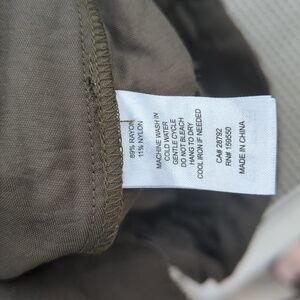 89% RAYON
11% NYLON
MACHINE WASH IN
COLD WATER
GENTLE CYCLE
DO NOT BLEACH
HANG TO DRY
COOL IRON IF NEEDED
CA# 28792
RN# 159550
MADE IN CHINA